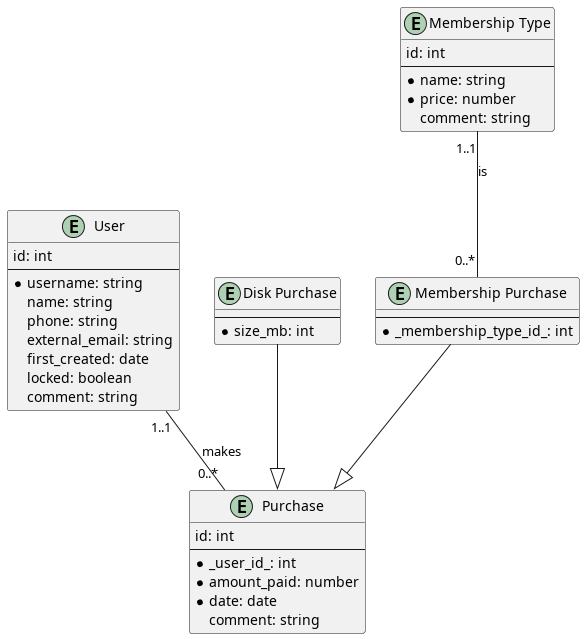 E Membership Type
id: int
* name: string
* price: number
comment: string
1..1
is
0..*
E User
id: int
* username: string
name: string
phone: string
external_email: string
first_created: date
locked: boolean
comment: string
E Disk Purchase
* size_mb: int
E Membership Purchase
* _membership_type_id_: int
1..1
makes
0..*
E Purchase
id: int
* _user_id_: int
* amount_paid: number
* date: date
comment: string